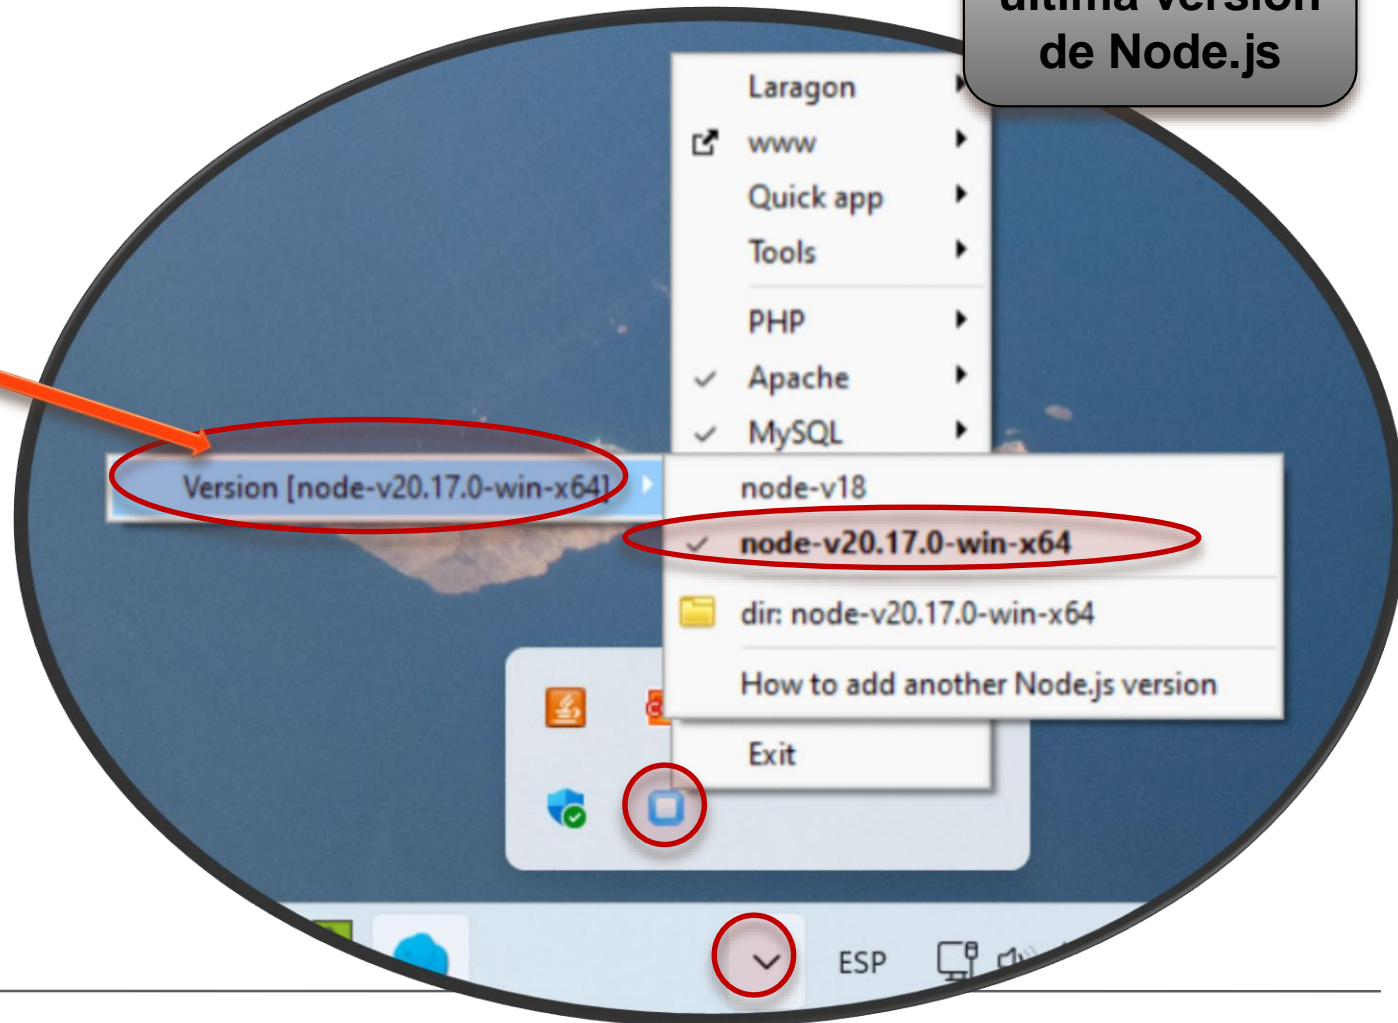 última versión
de Node.js
Laragon
www
Quick app
Tools
PHP
Apache
MySQL
Version [node-v20.17.0-win-x64]
node-v18
node-v20.17.0-win-x64
dir: node-v20.17.0-win-x64
How to add another Node.js version
Exit
ESP